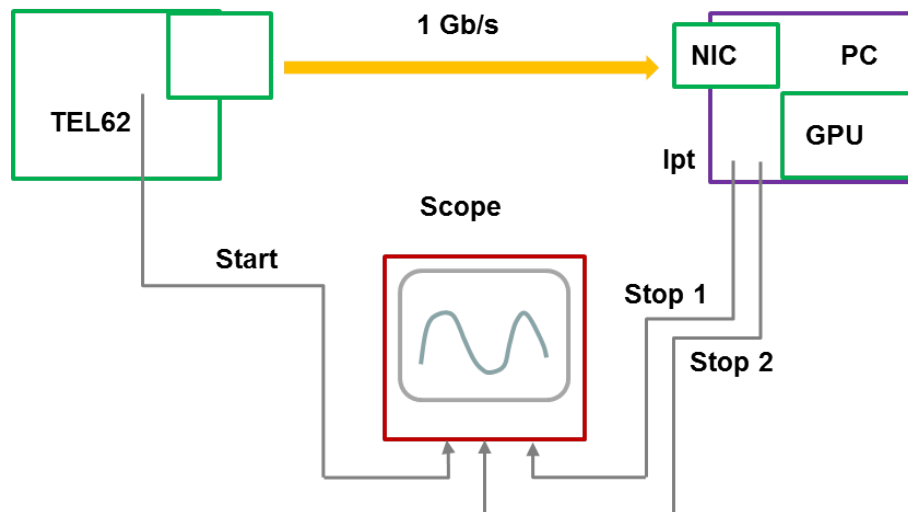 1 Gb/s
TEL62
NIC
PC
GPU
lpt
Scope
Start
Stop 1
Stop 2